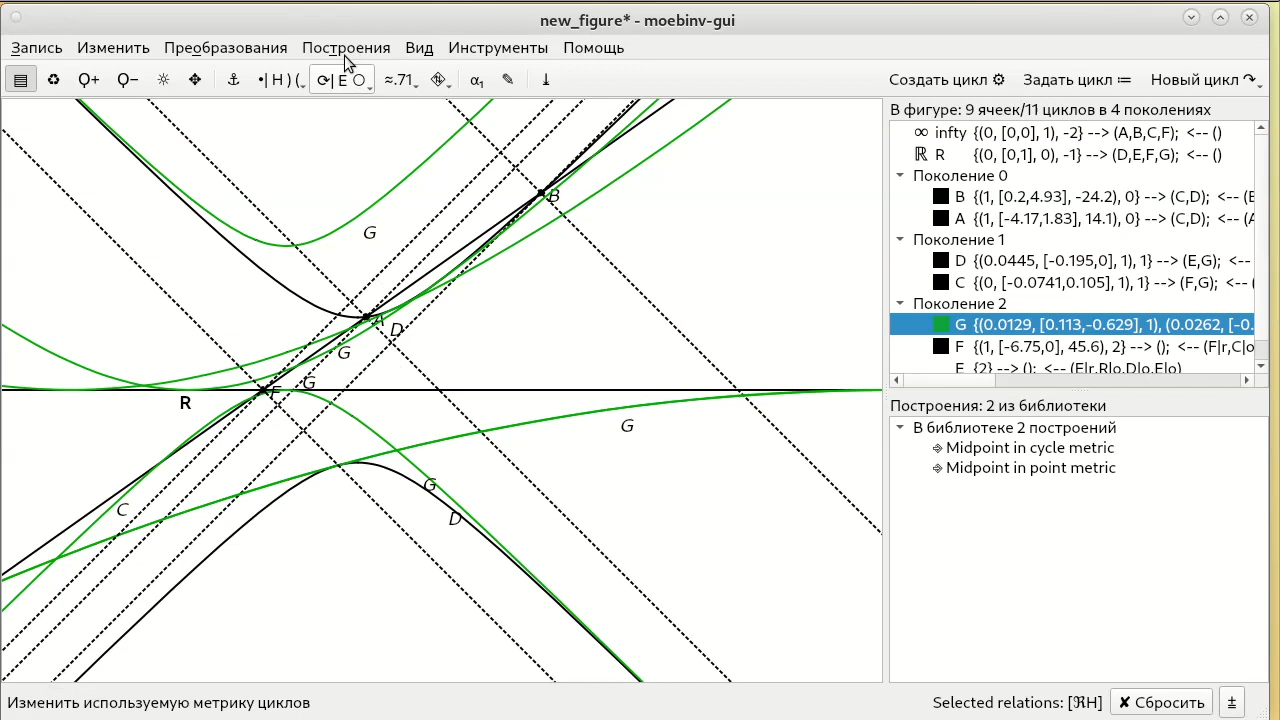 new_figure* - moebinv-gui
Запись Изменить Преобразования Построения Вид Инструменты Помощь
Создать цикл Задать цикл Новый цикл
•| H ) ( | E ≈.71 α₁
В фигуре: 9 ячеек/11 циклов в 4 поколениях
∞ infty {(0, [0,0], 1), -2} --> (A,B,C,F); <-- ()
ℝ R {(0, [0,1], 0), -1} --> (D,E,F,G); <-- ()
Поколение 0
B {(1, [0.2,4.93], -24.2), 0} --> (C,D); <-- (
A {(1, [-4.17,1.83], 14.1), 0} --> (C,D); <-- (
Поколение 1
D {(0.0445, [-0.195,0], 1), 1} --> (E,G); <--
C {(0, [-0.0741,0.105], 1), 1} --> (F,G); <-- (
Поколение 2
G {(0.0129, [0.113,-0.629], 1), (0.0262, [-0.
F {(1, [-6.75,0], 45.6), 2} --> (); <-- (F|r,C|o
E {2} --> (); <-- (E|r,R|o,D|o,E|o)
Построения: 2 из библиотеки
В библиотеке 2 построений
Midpoint in cycle metric
Midpoint in point metric
B
G
A
D
G
G
F
R
G
G
C
D
Изменить используемую метрику циклов
Selected relations: [ℜH] ✘ Сбросить ±